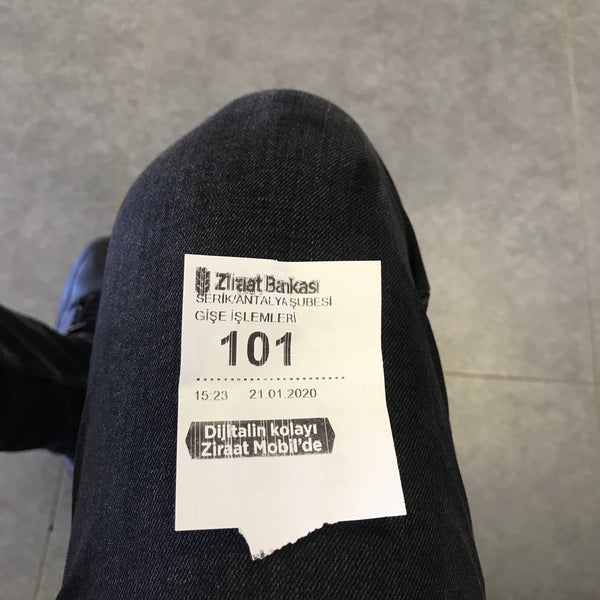 Ziraat Bankası
SERİK/ANTALYA ŞUBESİ
GİŞE İŞLEMLERİ
101
15:23 21.01.2020
Dijitalin kolayı
Ziraat Mobil'de